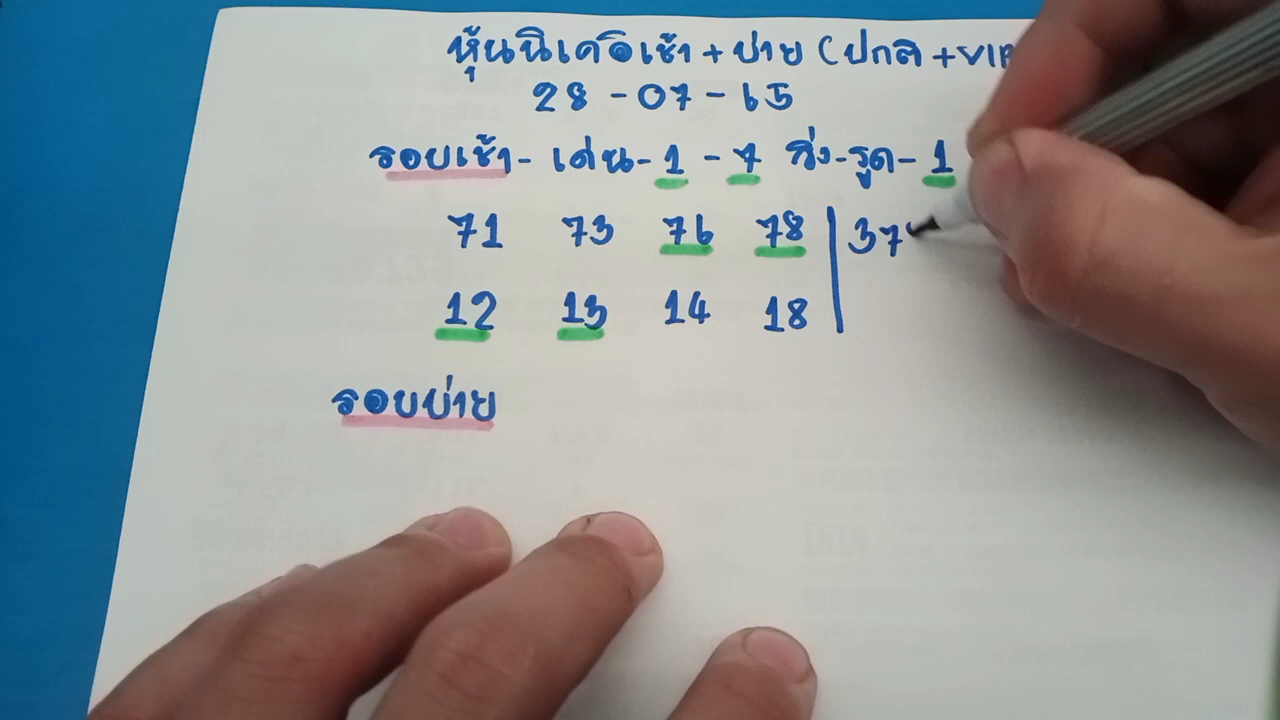 หุ้นนิเคอิเช้า + บ่าย (ปกติ + VIP
28 - 07 - 65
รอบเช้า - เด่น - 1 - 7 วิ่ง - รูด - 1
71 73 76 78 37
12 13 14 18
รอบบ่าย